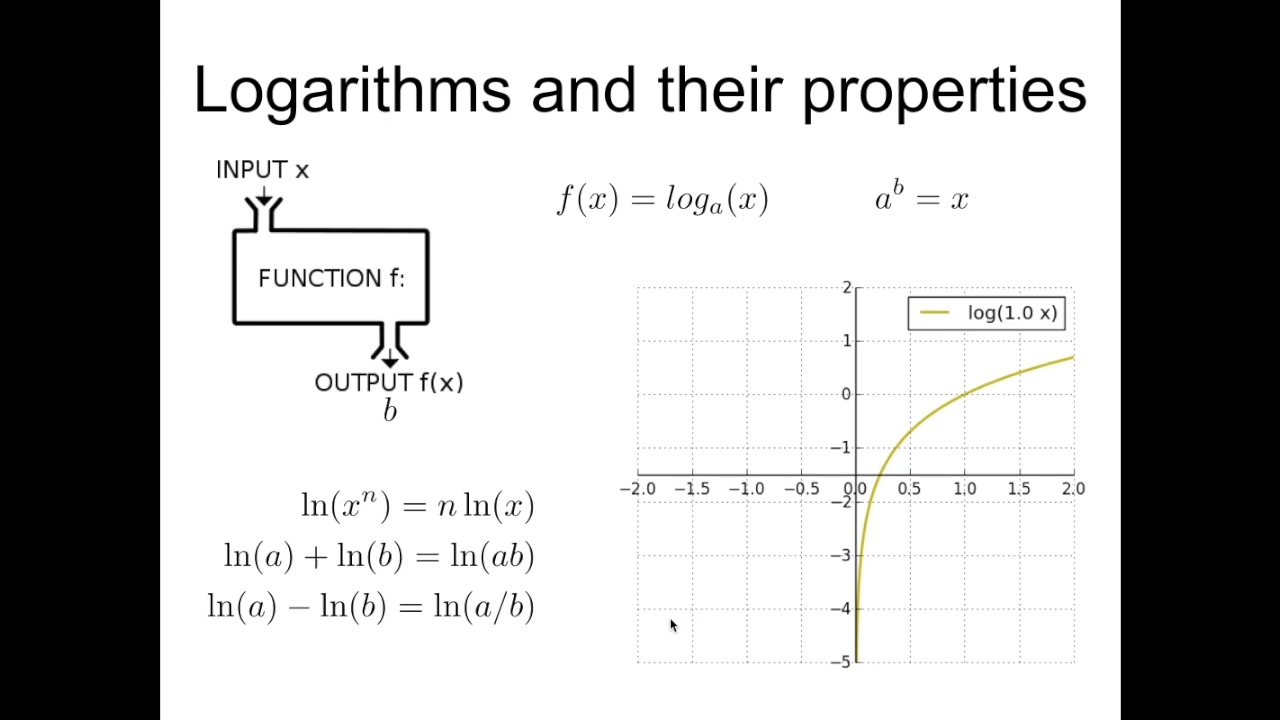 Logarithms and their properties
INPUT x
f(x) = log_a(x)
a^b = x
FUNCTION f:
OUTPUT f(x)
b
ln(x^n) = n ln(x)
ln(a) + ln(b) = ln(ab)
ln(a) − ln(b) = ln(a/b)
log(1.0 x)
2
1
0
−1
−2.0 −1.5 −1.0 −0.5 0.0 0.5 1.0 1.5 2.0
−2
−3
−4
−5